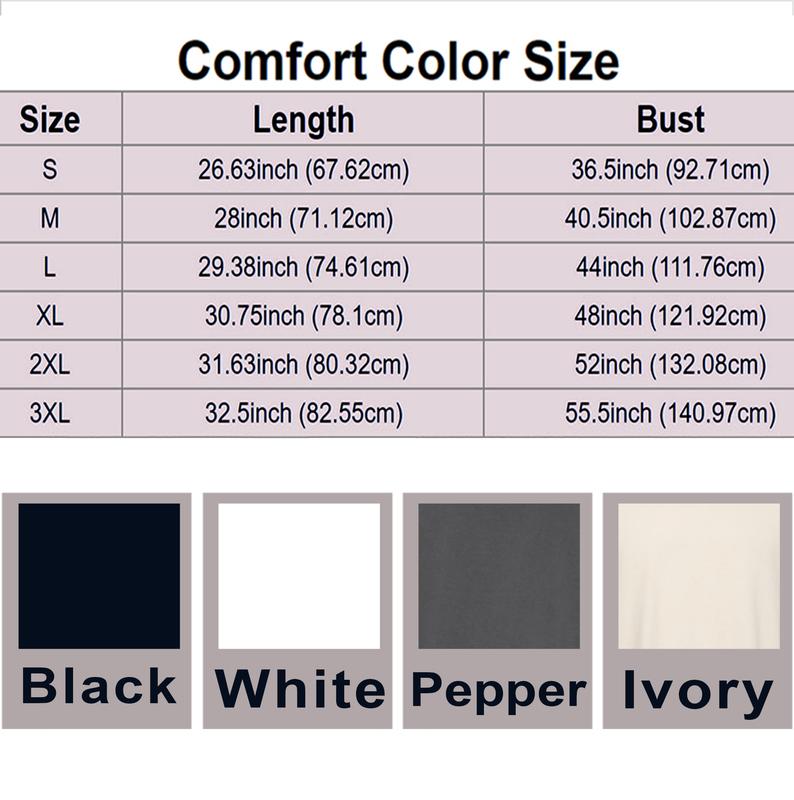 Comfort Color Size
Size Length Bust
S 26.63inch (67.62cm) 36.5inch (92.71cm)
M 28inch (71.12cm) 40.5inch (102.87cm)
L 29.38inch (74.61cm) 44inch (111.76cm)
XL 30.75inch (78.1cm) 48inch (121.92cm)
2XL 31.63inch (80.32cm) 52inch (132.08cm)
3XL 32.5inch (82.55cm) 55.5inch (140.97cm)
Black White Pepper Ivory